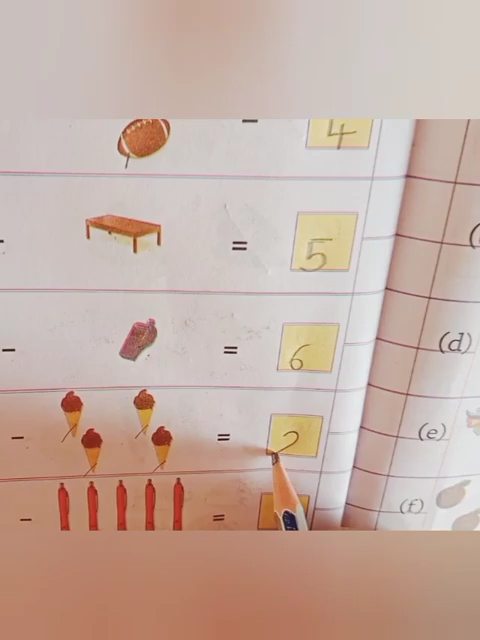 = 4
- = 5
- = 6
(d)
- = 2
(e)
- =
(f)